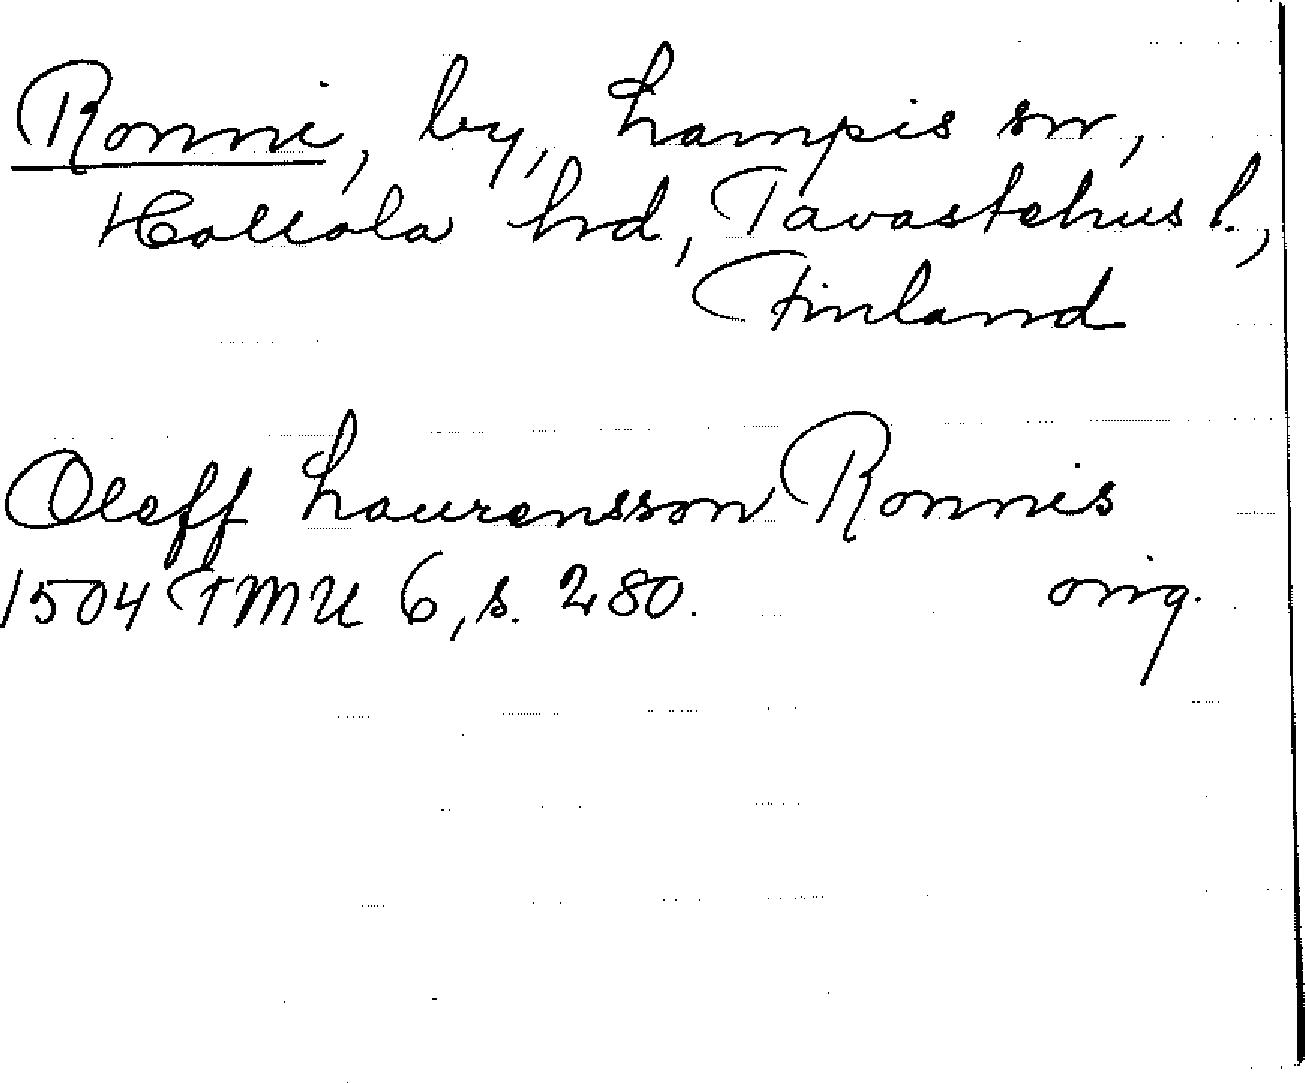 Ronni, by, Lampis sn,
Hollola hd, Tavastehus l.,
Finland
Oleff Laurensson Ronnis
1504 FMU 6, s. 280. orig.